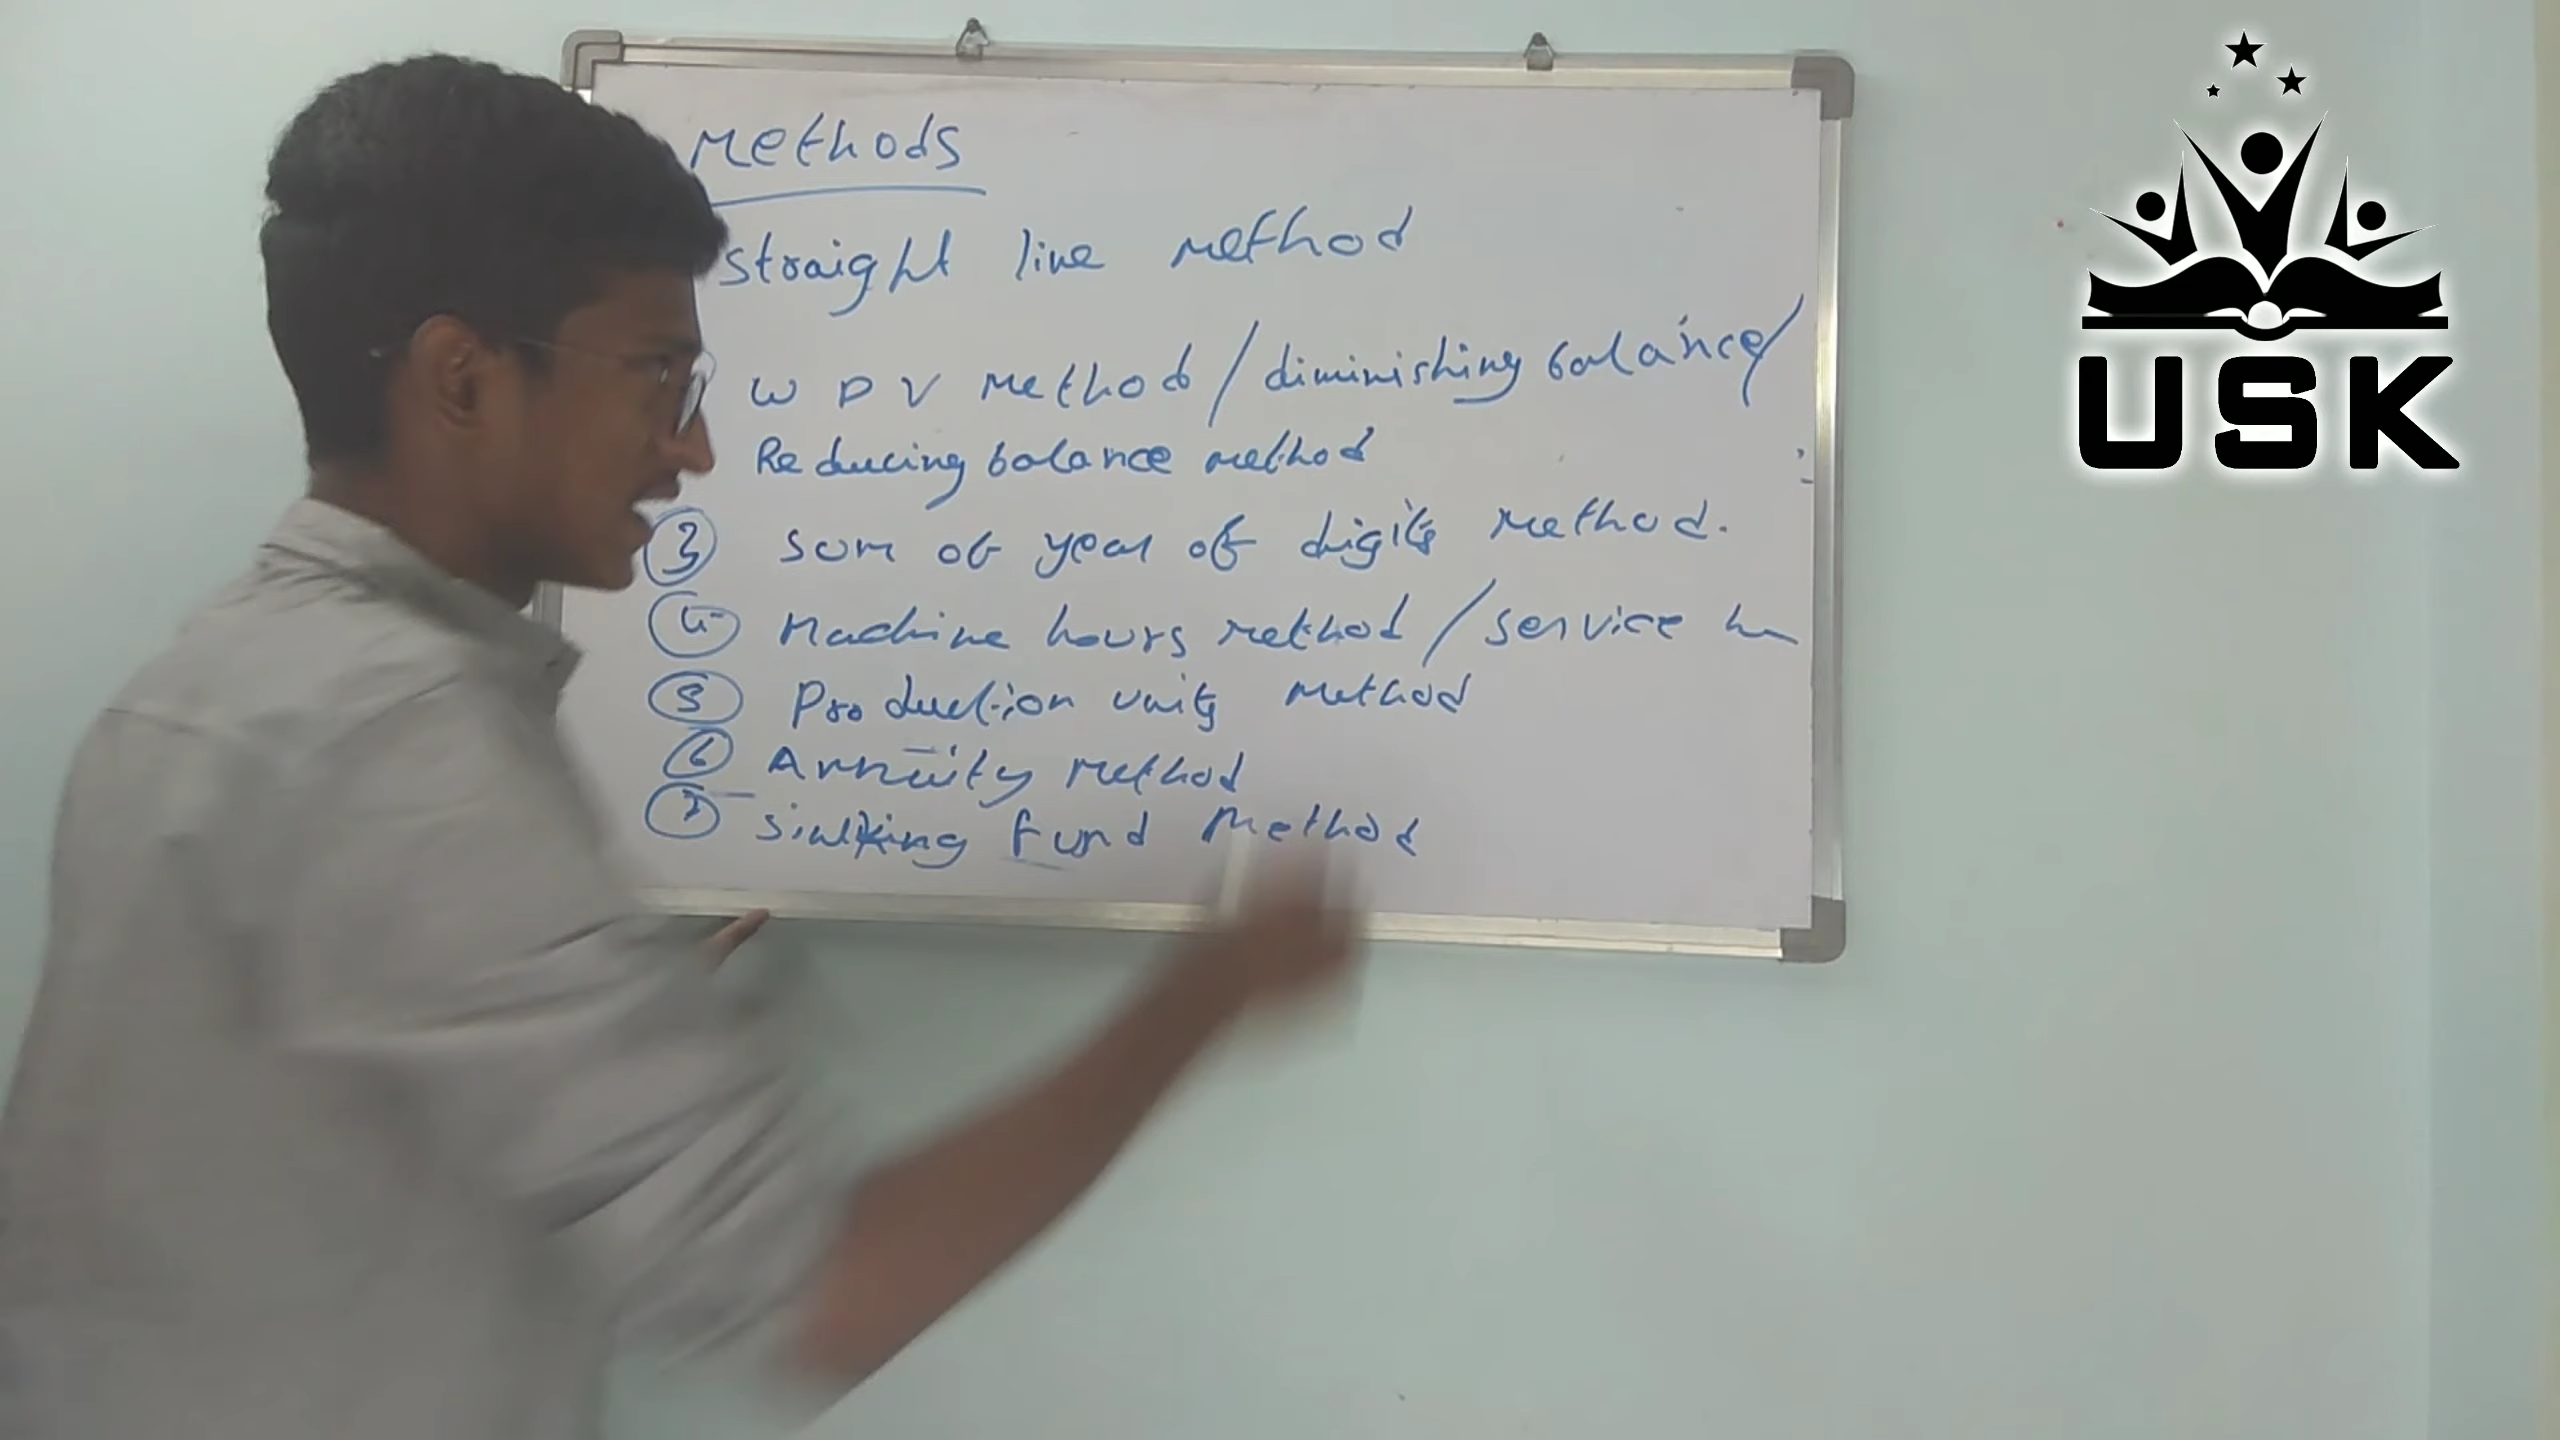 Methods
straight line method
W D V Method / diminishing balance /
Reducing balance method
③ sum of year of digits method.
④ Machine hours method / service
⑤ Production units method
⑥ Annuity method
⑦ Sinking fund Method
USK